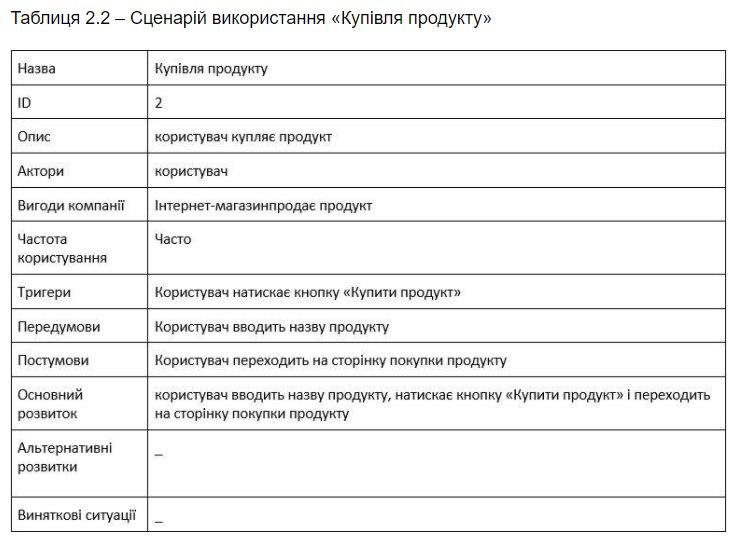 Таблиця 2.2 – Сценарій використання «Купівля продукту»
Назва
Купівля продукту
ID
2
Опис
користувач купляє продукт
Актори
користувач
Вигоди компанії
Інтернет-магазинпродає продукт
Частота
користування
Часто
Тригери
Користувач натискає кнопку «Купити продукт»
Передумови
Користувач вводить назву продукту
Постумови
Користувач переходить на сторінку покупки продукту
Основний
розвиток
користувач вводить назву продукту, натискає кнопку «Купити продукт» і переходить
на сторінку покупки продукту
Альтернативні
розвитки
_
Виняткові ситуації
_